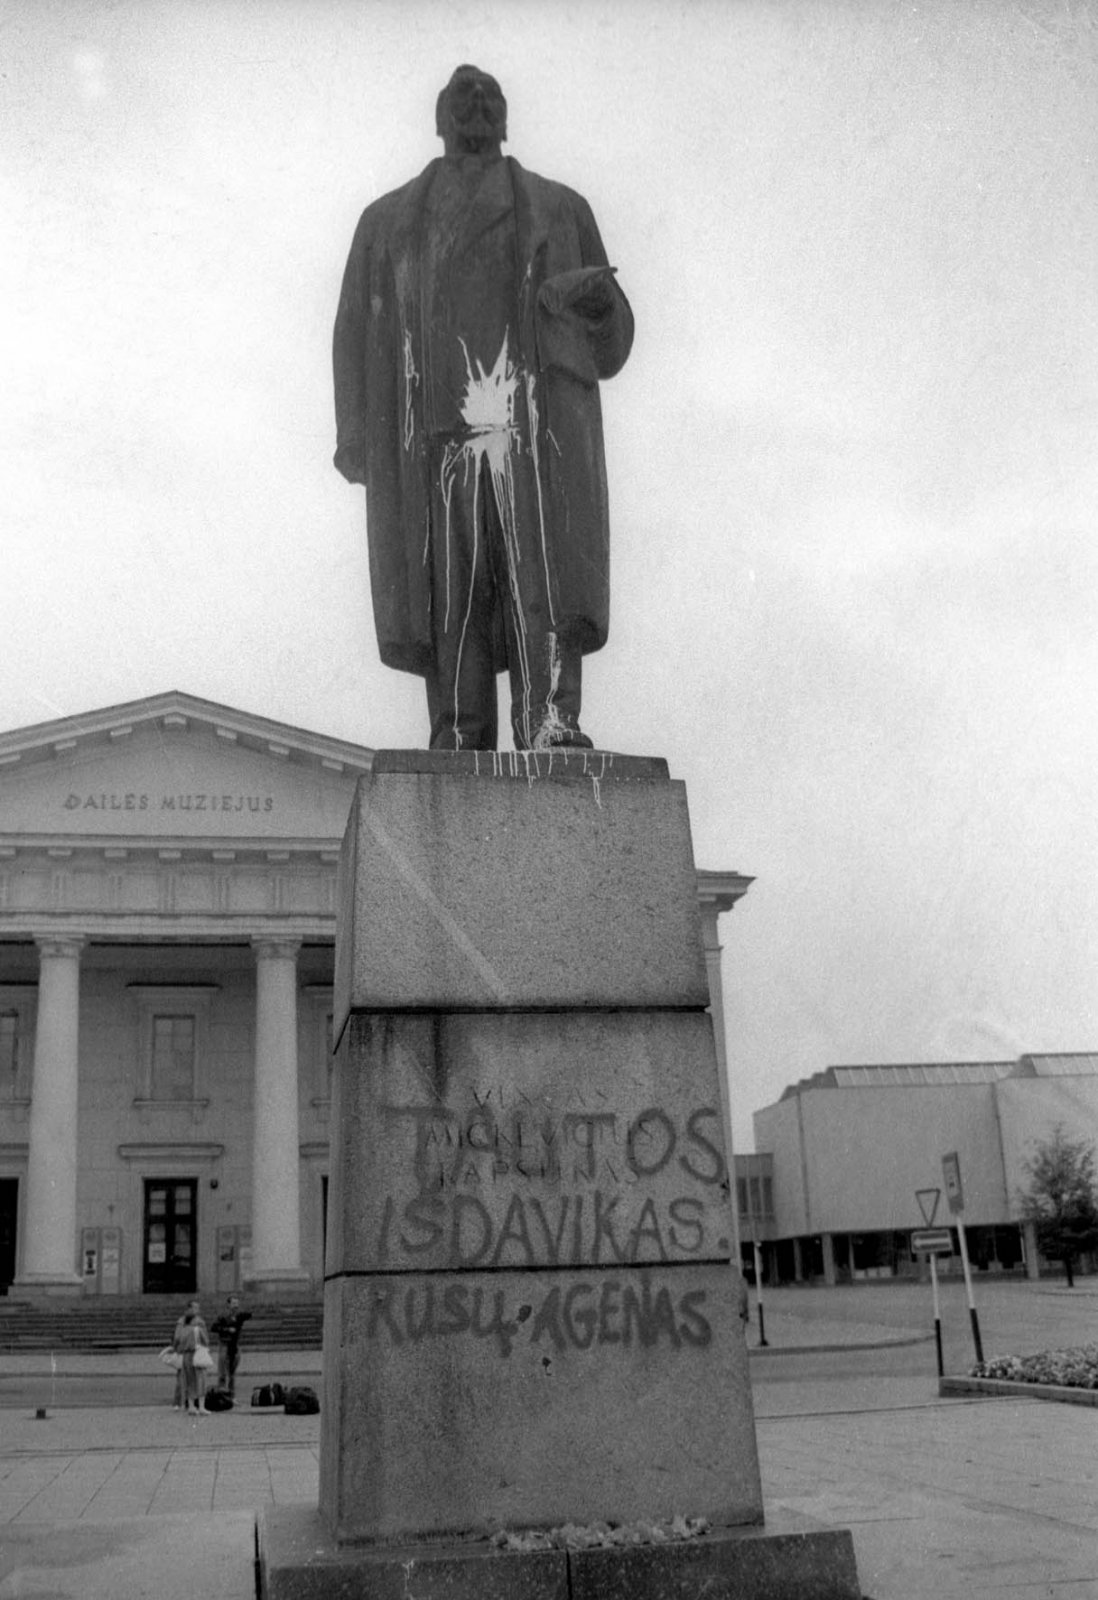 DAILĖS MUZIEJUS
VINCAS
MICKEVIČIUS
KAPSUKAS
TAUTOS
IŠDAVIKAS.
RUSŲ AGENAS